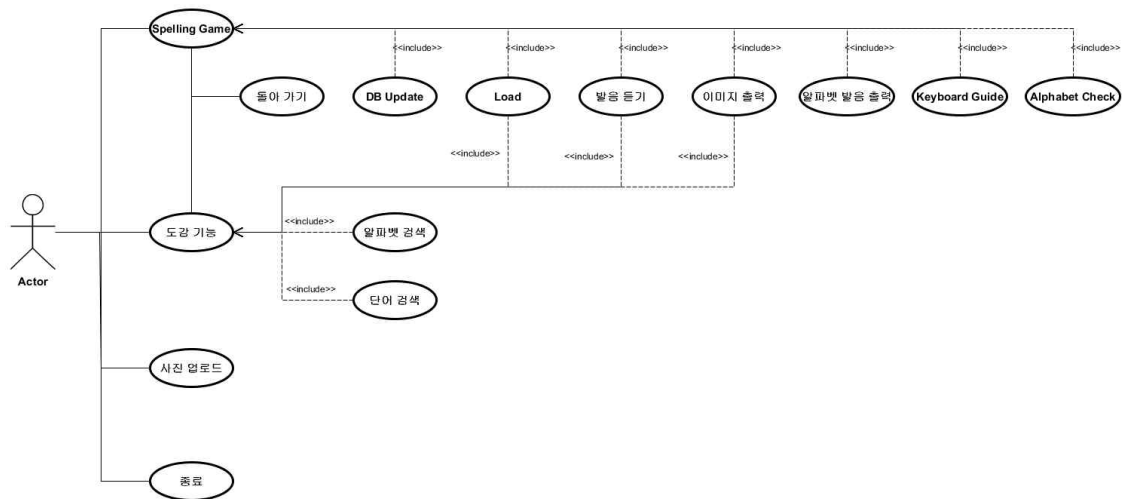 Spelling Game
<<include>> <<include>> <<include>> <<include>> <<include>> <<include>> <<include>>
돌아 가기 DB Update Load 발음 듣기 이미지 출력 알파벳 발음 출력 Keyboard Guide Alphabet Check
<<include>> <<include>> <<include>>
<<include>>
도감 기능 알파벳 검색
Actor
<<include>>
단어 검색
사진 업로드
종료